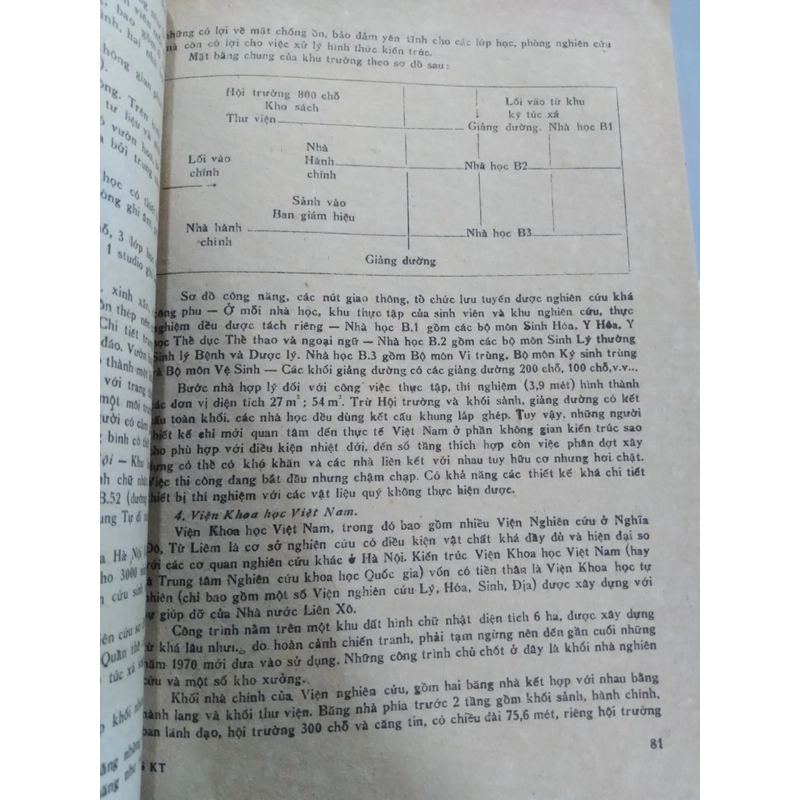 những có lợi về mặt chống ồn, bảo đảm yên tĩnh cho các lớp học, phòng nghiên cứu
mà còn có lợi cho việc xử lý hình thức kiến trúc.
Mặt bằng chung của khu trường theo sơ đồ sau:
Hội trường 800 chỗ
Kho sách
Thư viện
Lối vào từ khu
ký túc xá
Giảng đường. Nhà học B1
Lối vào
chính
Nhà
Hành
chính
Nhà học B2
Sảnh vào
Ban giám hiệu
Nhà hành
chính
Nhà học B3
Giảng đường
Sơ đồ công năng, các nút giao thông, tổ chức lưu tuyến được nghiên cứu khá
công phu — Ở mỗi nhà học, khu thực tập của sinh viên và khu nghiên cứu, thực
nghiệm đều được tách riêng — Nhà học B.1 gồm các bộ môn Sinh Hóa, Y Hóa, Y
học Thể dục Thể thao và ngoại ngữ — Nhà học B.2 gồm các bộ môn Sinh Lý thường
Sinh lý Bệnh và Dược lý. Nhà học B.3 gồm Bộ môn Vi trùng, Bộ môn Ký sinh trùng
và Bộ môn Vệ Sinh — Các khối giảng đường có các giảng đường 200 chỗ, 100 chỗ,v.v...
Bước nhà hợp lý đối với công việc thực tập, thí nghiệm (3,9 mét) hình thành
các đơn vị diện tích 27 m²; 54 m². Trừ Hội trường và khối sảnh, giảng đường có kết
cấu toàn khối, các nhà học đều dùng kết cấu khung lắp ghép. Tuy vậy, những người
thiết kế chỉ mới quan tâm đến thực tế Việt Nam ở phần không gian kiến trúc sao
cho phù hợp với điều kiện nhiệt đới, đến số tầng thích hợp còn việc phân đợt xây
dựng có thể có khó khăn và các nhà liên kết với nhau tuy hữu cơ nhưng hơi chật.
Việc thi công đang bắt đầu nhưng chậm chạp. Có khả năng các thiết kế khá chi tiết
thiết bị thí nghiệm với các vật liệu quý không thực hiện được.
4. Viện Khoa học Việt Nam.
Viện Khoa học Việt Nam, trong đó bao gồm nhiều Viện Nghiên cứu ở Nghĩa
Đô, Từ Liêm là cơ sở nghiên cứu có điều kiện vật chất khá đầy đủ và hiện đại so
với các cơ quan nghiên cứu khác ở Hà Nội. Kiến trúc Viện Khoa học Việt Nam (hay
là Trung tâm Nghiên cứu khoa học Quốc gia) vốn có tiền thân là Viện Khoa học tự
nhiên (chỉ bao gồm một số Viện nghiên cứu Lý, Hóa, Sinh, Địa) được xây dựng với
sự giúp đỡ của Nhà nước Liên Xô.
Công trình nằm trên một khu đất hình chữ nhật diện tích 6 ha, được xây dựng
từ khá lâu nhưng do hoàn cảnh chiến tranh, phải tạm ngừng nên đến gần cuối những
năm 1970 mới đưa vào sử dụng. Những công trình chủ chốt ở đây là khối nhà nghiên
cứu và một số kho xưởng.
Khối nhà chính của Viện nghiên cứu, gồm hai băng nhà kết hợp với nhau bằng
hành lang và khối thư viện. Băng nhà phía trước 2 tầng gồm khối sảnh, hành chính,
ban lãnh đạo, hội trường 300 chỗ và căng tin, có chiều dài 75,6 mét, riêng hội trường
81
KT